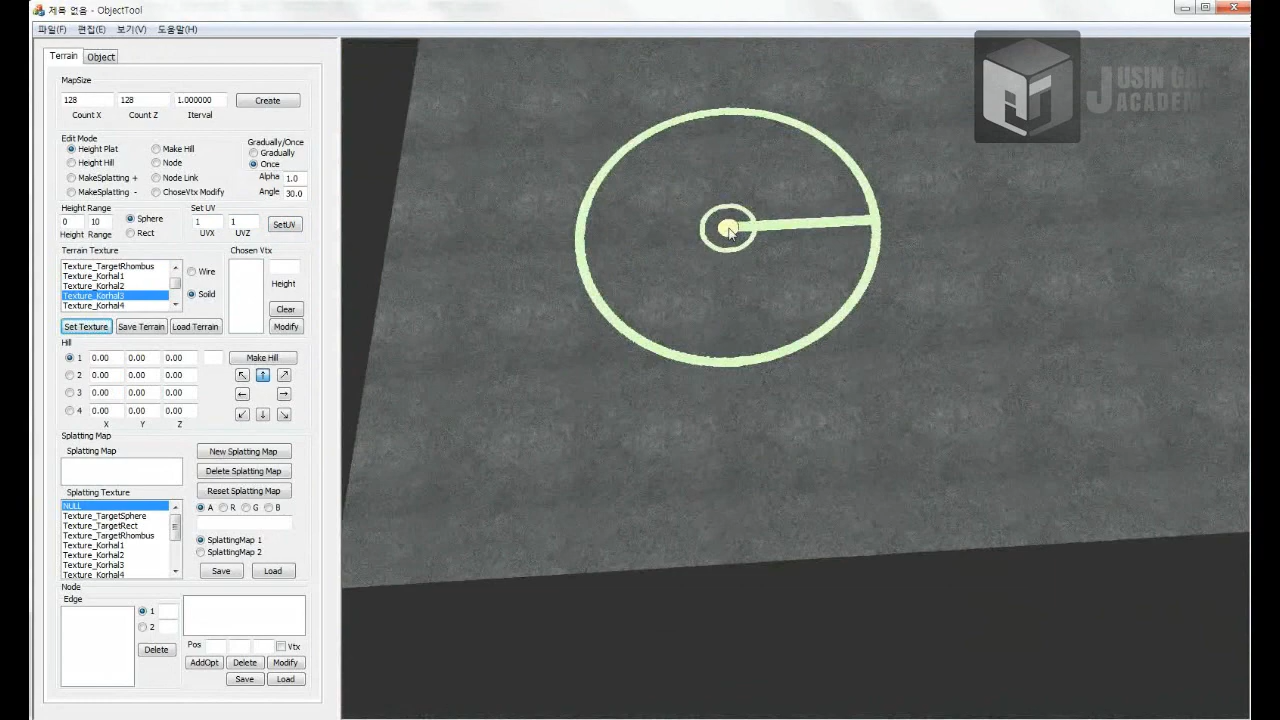 제목 없음 - ObjectTool
파일(F) 편집(E) 보기(V) 도움말(H)
Terrain Object
MapSize
128 128 1.000000 Create
Count X Count Z Iterval
Edit Mode
Height Plat Make Hill
Height Hill Node
MakeSplatting + Node Link
MakeSplatting - ChoseVtx Modify
Gradually/Once
Gradually
Once
Alpha 1.0
Angle 30.0
Height Range
0 10
Height Range
Sphere
Rect
Set UV
1 1 SetUV
UVX UVZ
Terrain Texture
Texture_TargetRhombus
Texture_Korhal1
Texture_Korhal2
Texture_Korhal3
Texture_Korhal4
Wire
Soild
Chosen Vtx
Height
Clear
Set Texture Save Terrain Load Terrain Modify
Hill
1 0.00 0.00 0.00 Make Hill
2 0.00 0.00 0.00 ↖ ↑ ↗
3 0.00 0.00 0.00 ← →
4 0.00 0.00 0.00 ↙ ↓ ↘
X Y Z
Splatting Map
Splatting Map
New Splatting Map
Delete Splatting Map
Reset Splatting Map
Splatting Texture
NULL
Texture_TargetSphere
Texture_TargetRect
Texture_TargetRhombus
Texture_Korhal1
Texture_Korhal2
Texture_Korhal3
Texture_Korhal4
A R G B
SplattingMap 1
SplattingMap 2
Save Load
Node
Edge
1
2
Delete
Pos Vtx
AddOpt Delete Modify
Save Load
JUSIN GA
ACADEM